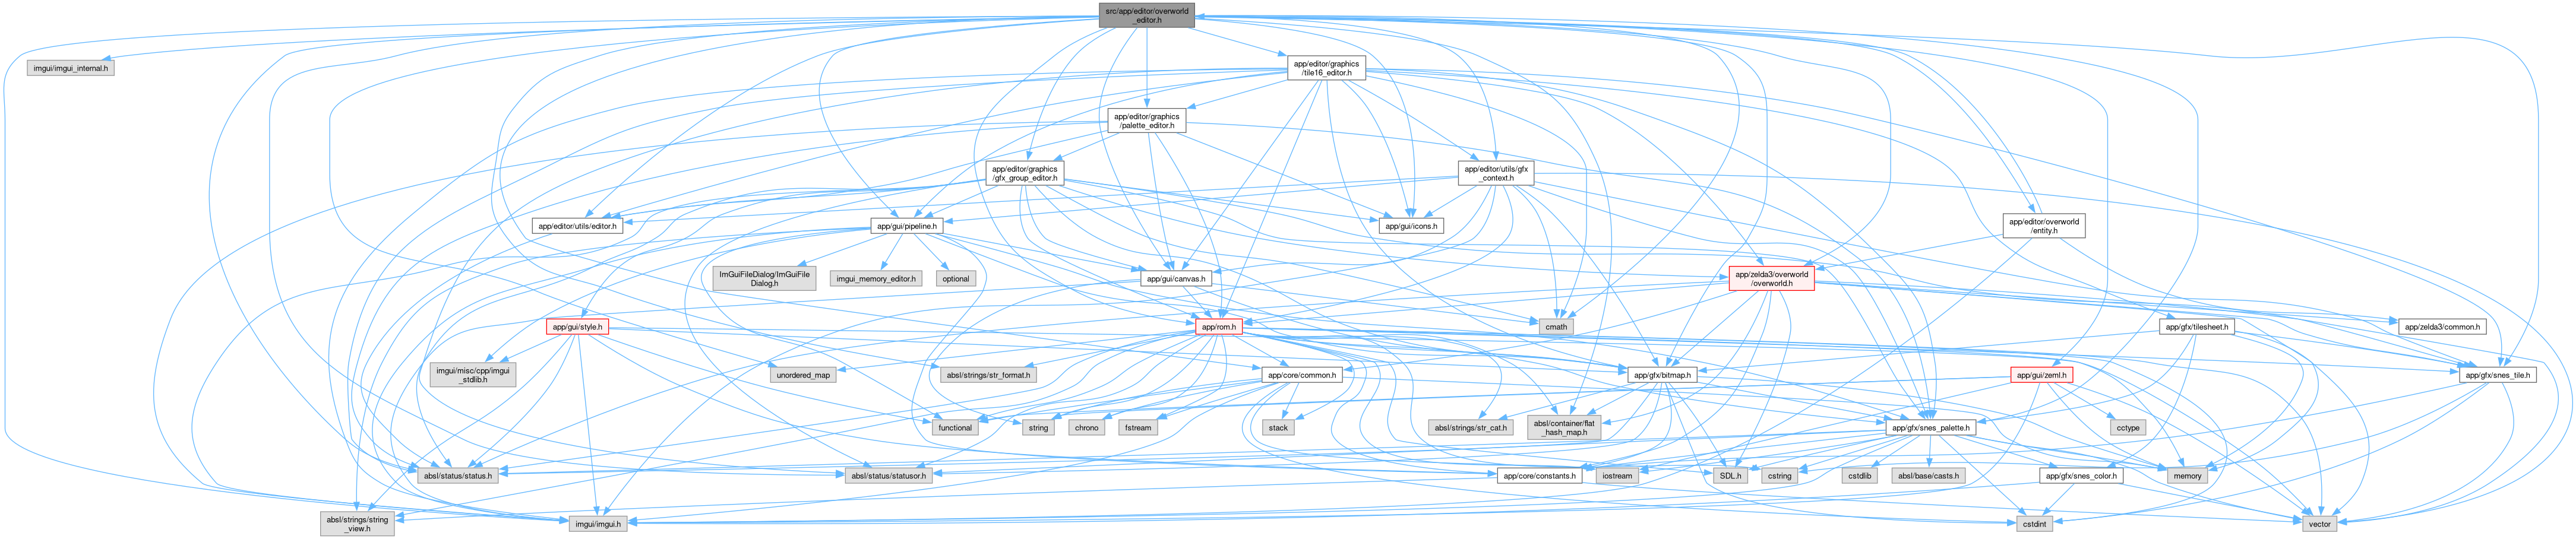 src/app/editor/overworld
_editor.h
imgui/imgui_internal.h
app/editor/graphics
/tile16_editor.h
app/editor/graphics
/palette_editor.h
app/editor/graphics
/gfx_group_editor.h
app/editor/utils/gfx
_context.h
app/editor/utils/editor.h
app/gui/pipeline.h
app/gui/icons.h
app/editor/overworld
/entity.h
ImGuiFileDialog/ImGuiFile
Dialog.h
imgui_memory_editor.h
optional
app/gui/canvas.h
app/zelda3/overworld
/overworld.h
app/gui/style.h
app/rom.h
cmath
app/gfx/tilesheet.h
app/zelda3/common.h
imgui/misc/cpp/imgui
_stdlib.h
unordered_map
absl/strings/str_format.h
app/core/common.h
app/gfx/bitmap.h
app/gui/zeml.h
app/gfx/snes_tile.h
functional
string
chrono
fstream
stack
absl/strings/str_cat.h
absl/container/flat
_hash_map.h
app/gfx/snes_palette.h
cctype
absl/status/status.h
absl/status/statusor.h
app/core/constants.h
iostream
SDL.h
cstring
cstdlib
absl/base/casts.h
app/gfx/snes_color.h
memory
absl/strings/string
_view.h
imgui/imgui.h
cstdint
vector